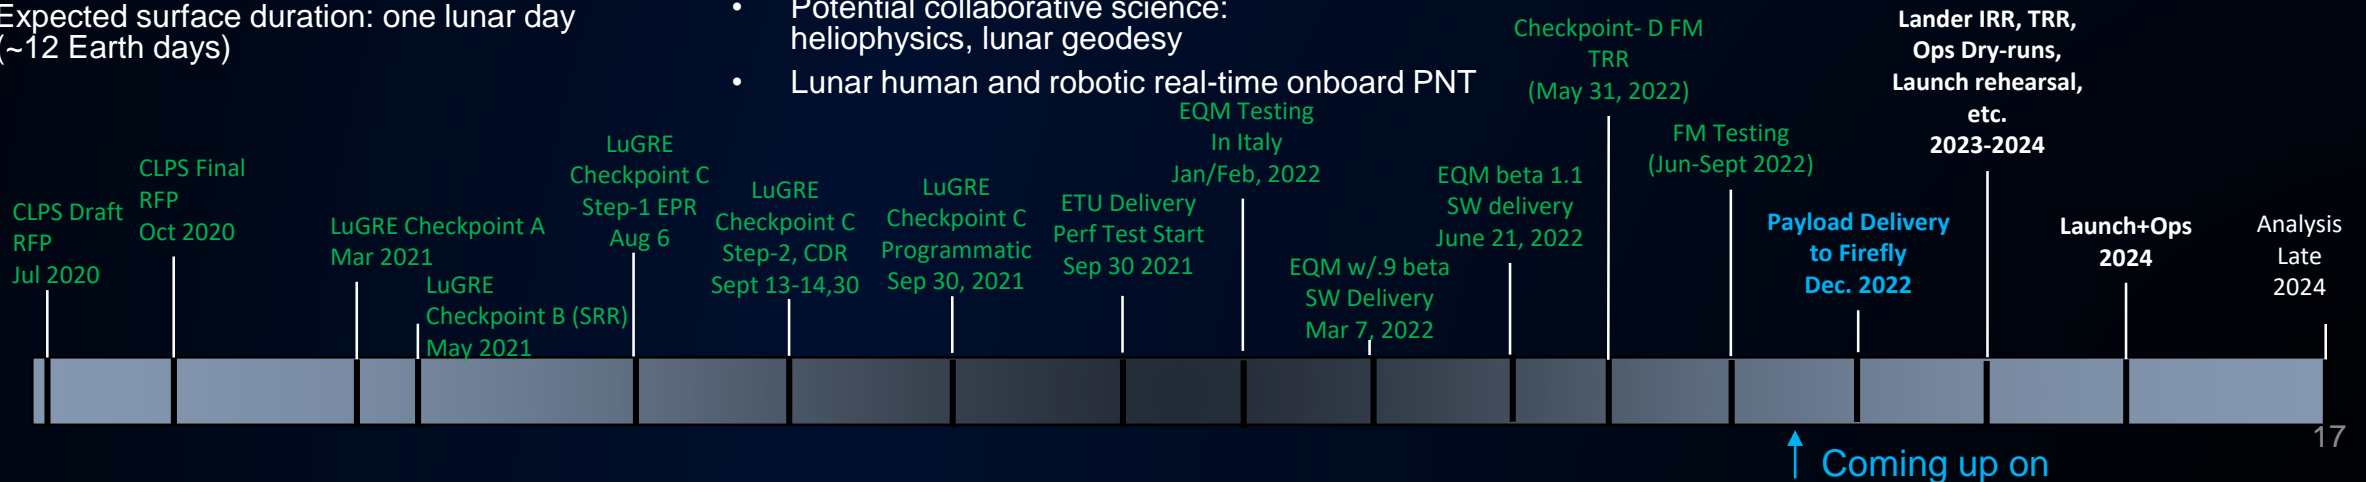 Expected surface duration: one lunar day
(~12 Earth days)
• Potential collaborative science:
heliophysics, lunar geodesy
• Lunar human and robotic real-time onboard PNT
CLPS Draft
RFP
Jul 2020
CLPS Final
RFP
Oct 2020
LuGRE Checkpoint A
Mar 2021
LuGRE
Checkpoint B (SRR)
May 2021
LuGRE
Checkpoint C
Step-1 EPR
Aug 6
LuGRE
Checkpoint C
Step-2, CDR
Sept 13-14,30
LuGRE
Checkpoint C
Programmatic
Sep 30, 2021
ETU Delivery
Perf Test Start
Sep 30 2021
EQM Testing
In Italy
Jan/Feb, 2022
EQM w/.9 beta
SW Delivery
Mar 7, 2022
EQM beta 1.1
SW delivery
June 21, 2022
Checkpoint- D FM
TRR
(May 31, 2022)
FM Testing
(Jun-Sept 2022)
Payload Delivery
to Firefly
Dec. 2022
Lander IRR, TRR,
Ops Dry-runs,
Launch rehearsal,
etc.
2023-2024
Launch+Ops
2024
Analysis
Late
2024
17
Coming up on